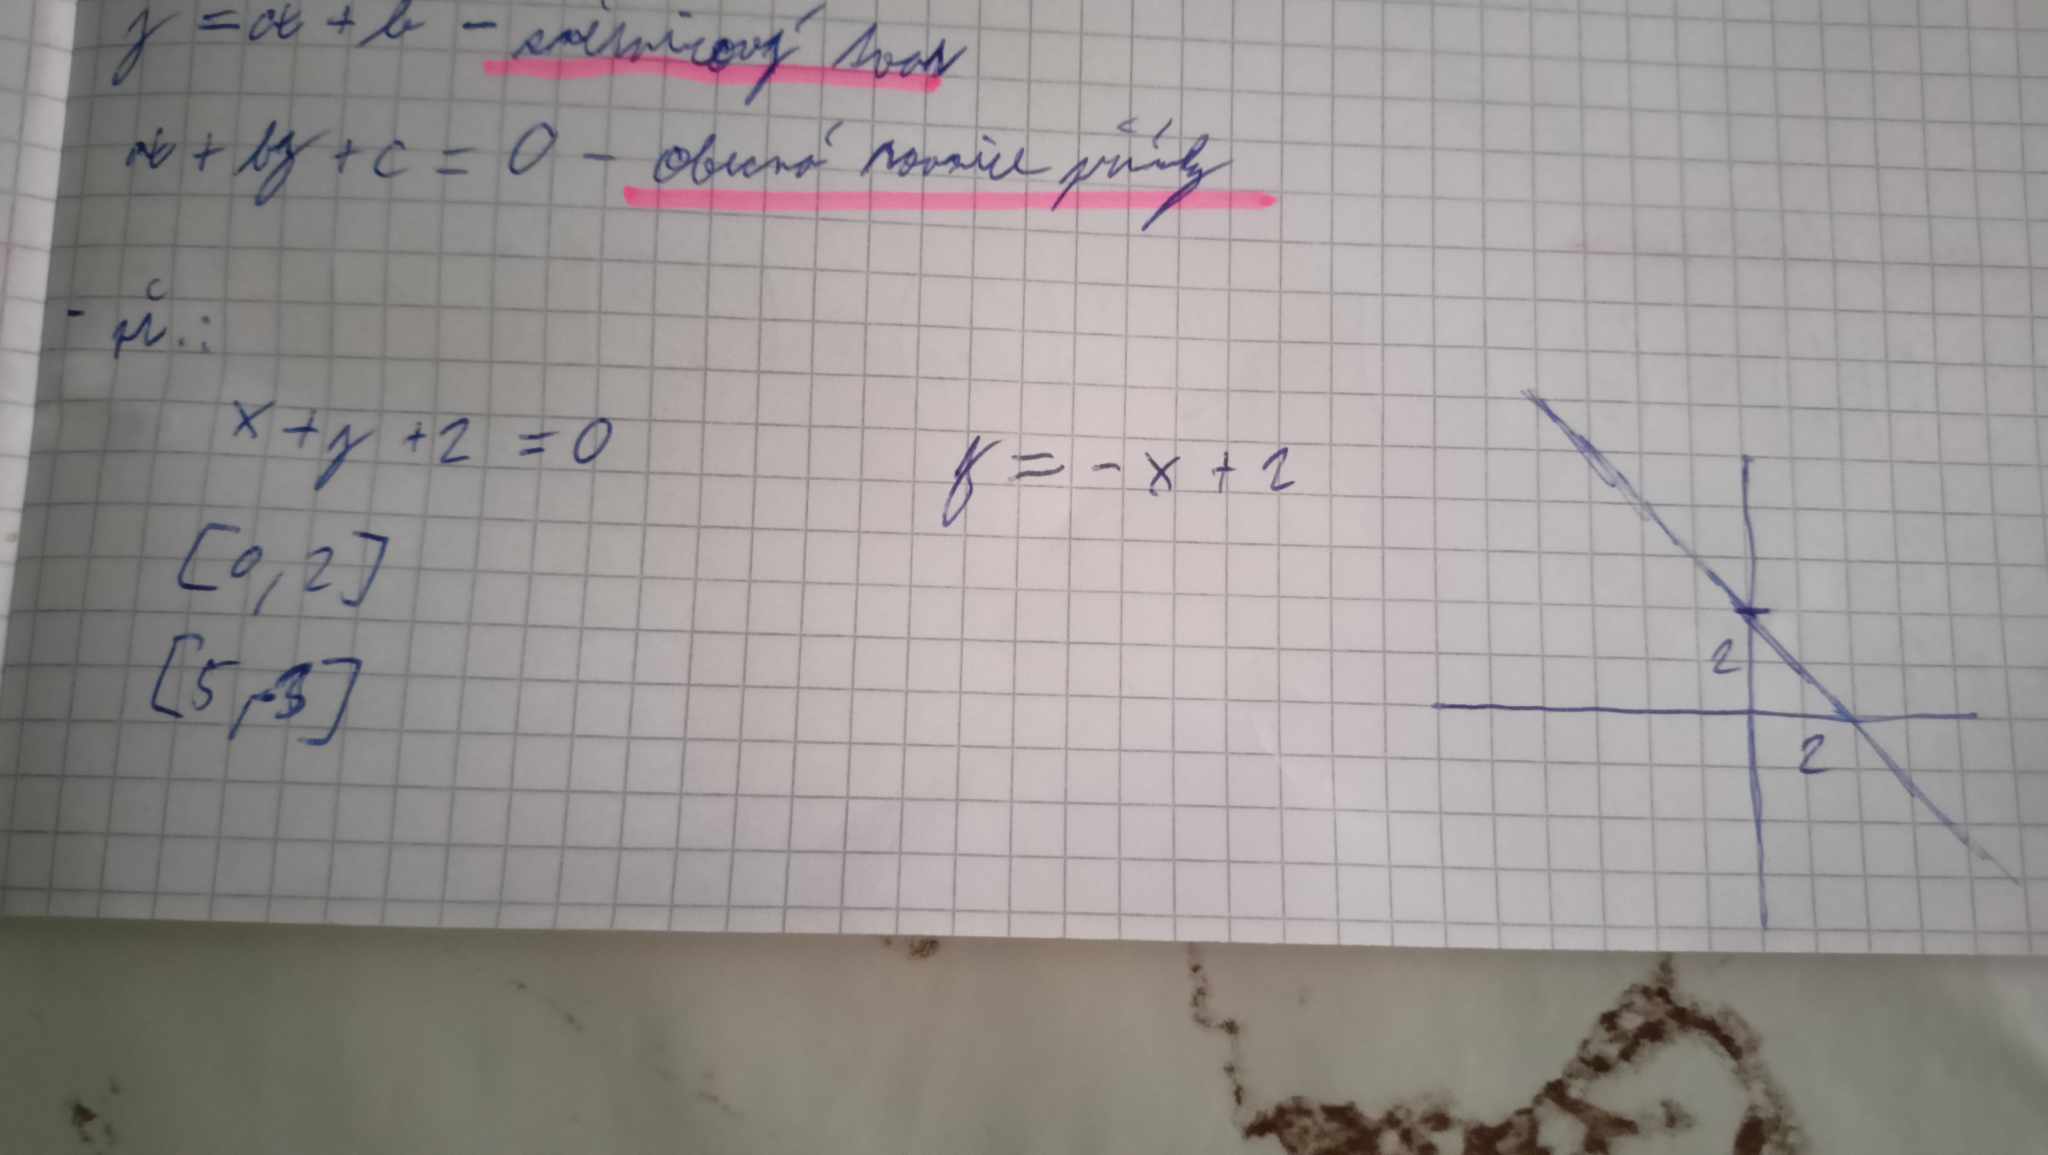 y = ax + b - směrnicový tvar
ax + by + c = 0 - obecná rovnice přímky
- př.:
x + y + 2 = 0
y = - x + 2
[0, 2]
[5, -3]
2
2